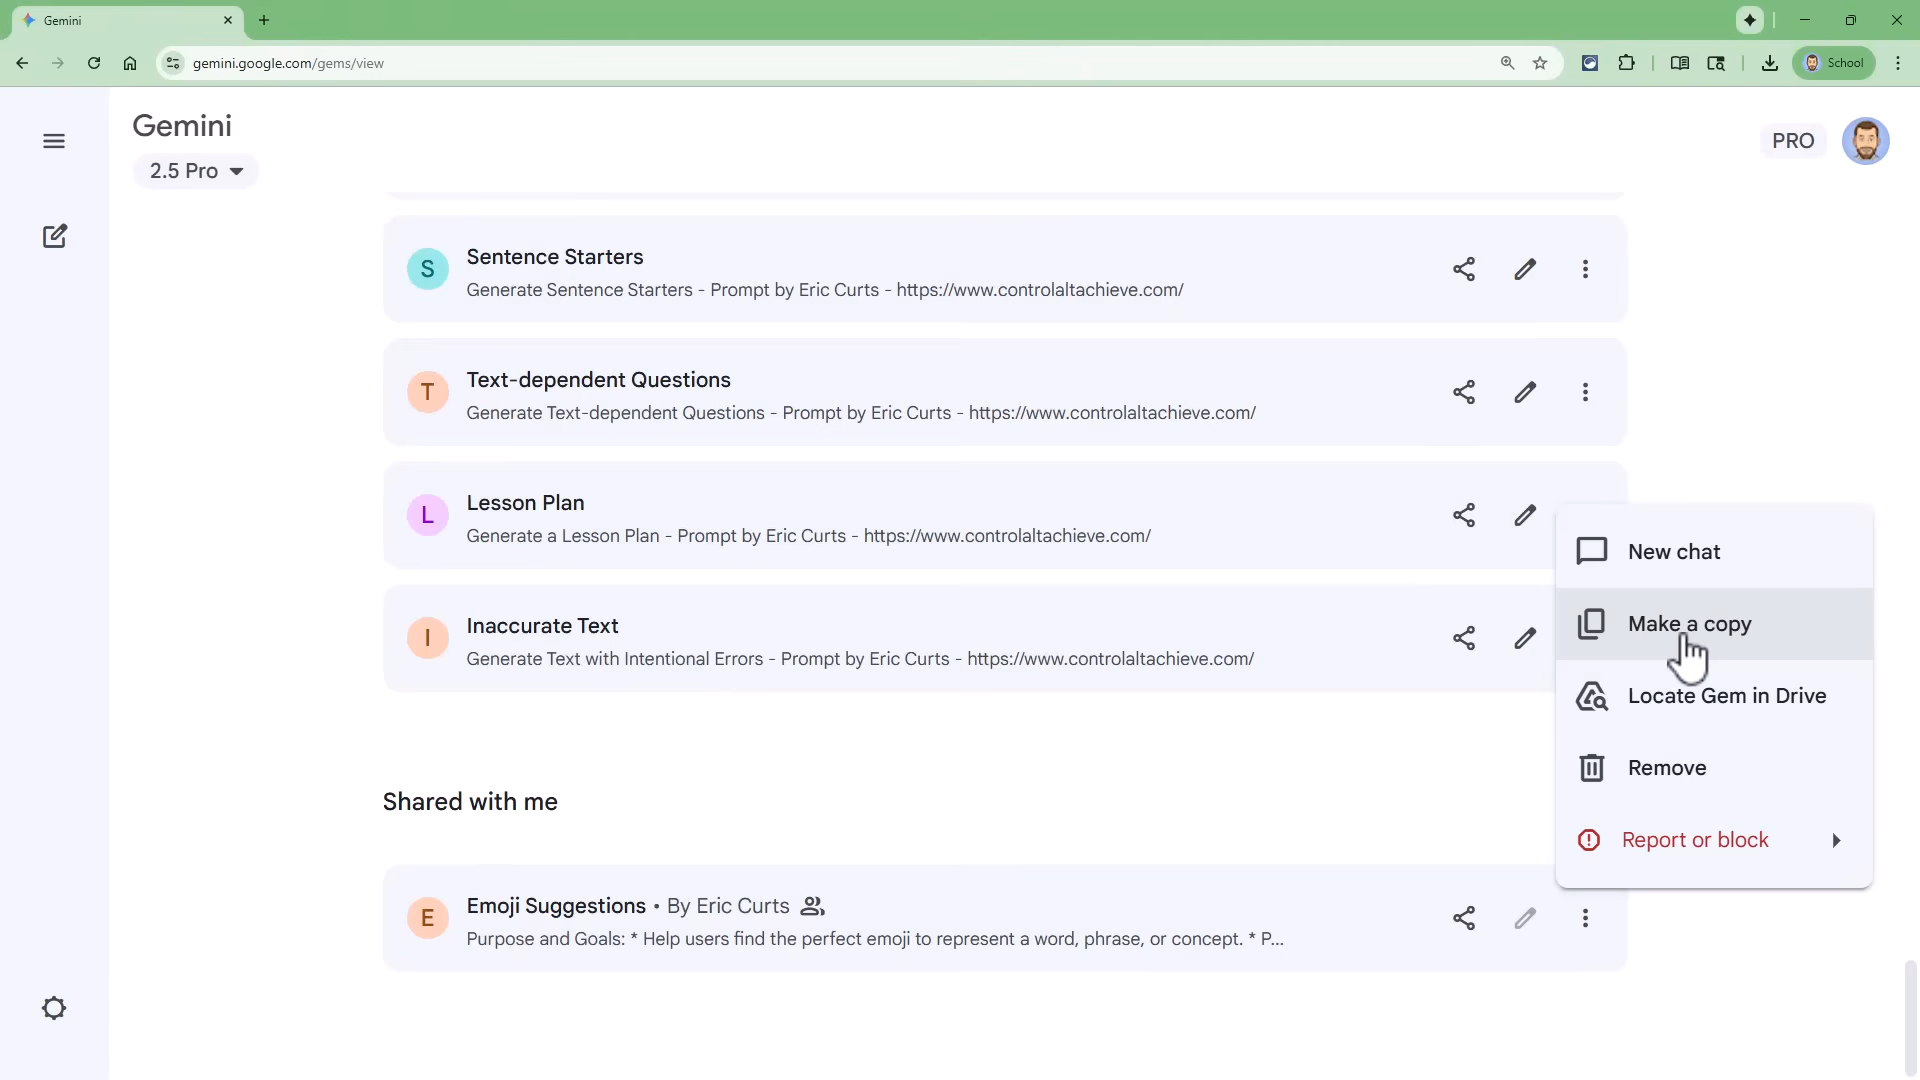 Gemini
gemini.google.com/gems/view
School
Gemini
2.5 Pro
PRO
S
Sentence Starters
Generate Sentence Starters - Prompt by Eric Curts - https://www.controlaltachieve.com/
T
Text-dependent Questions
Generate Text-dependent Questions - Prompt by Eric Curts - https://www.controlaltachieve.com/
L
Lesson Plan
Generate a Lesson Plan - Prompt by Eric Curts - https://www.controlaltachieve.com/
I
Inaccurate Text
Generate Text with Intentional Errors - Prompt by Eric Curts - https://www.controlaltachieve.com/
New chat
Make a copy
Locate Gem in Drive
Remove
Report or block
Shared with me
E
Emoji Suggestions • By Eric Curts
Purpose and Goals: * Help users find the perfect emoji to represent a word, phrase, or concept. * P...